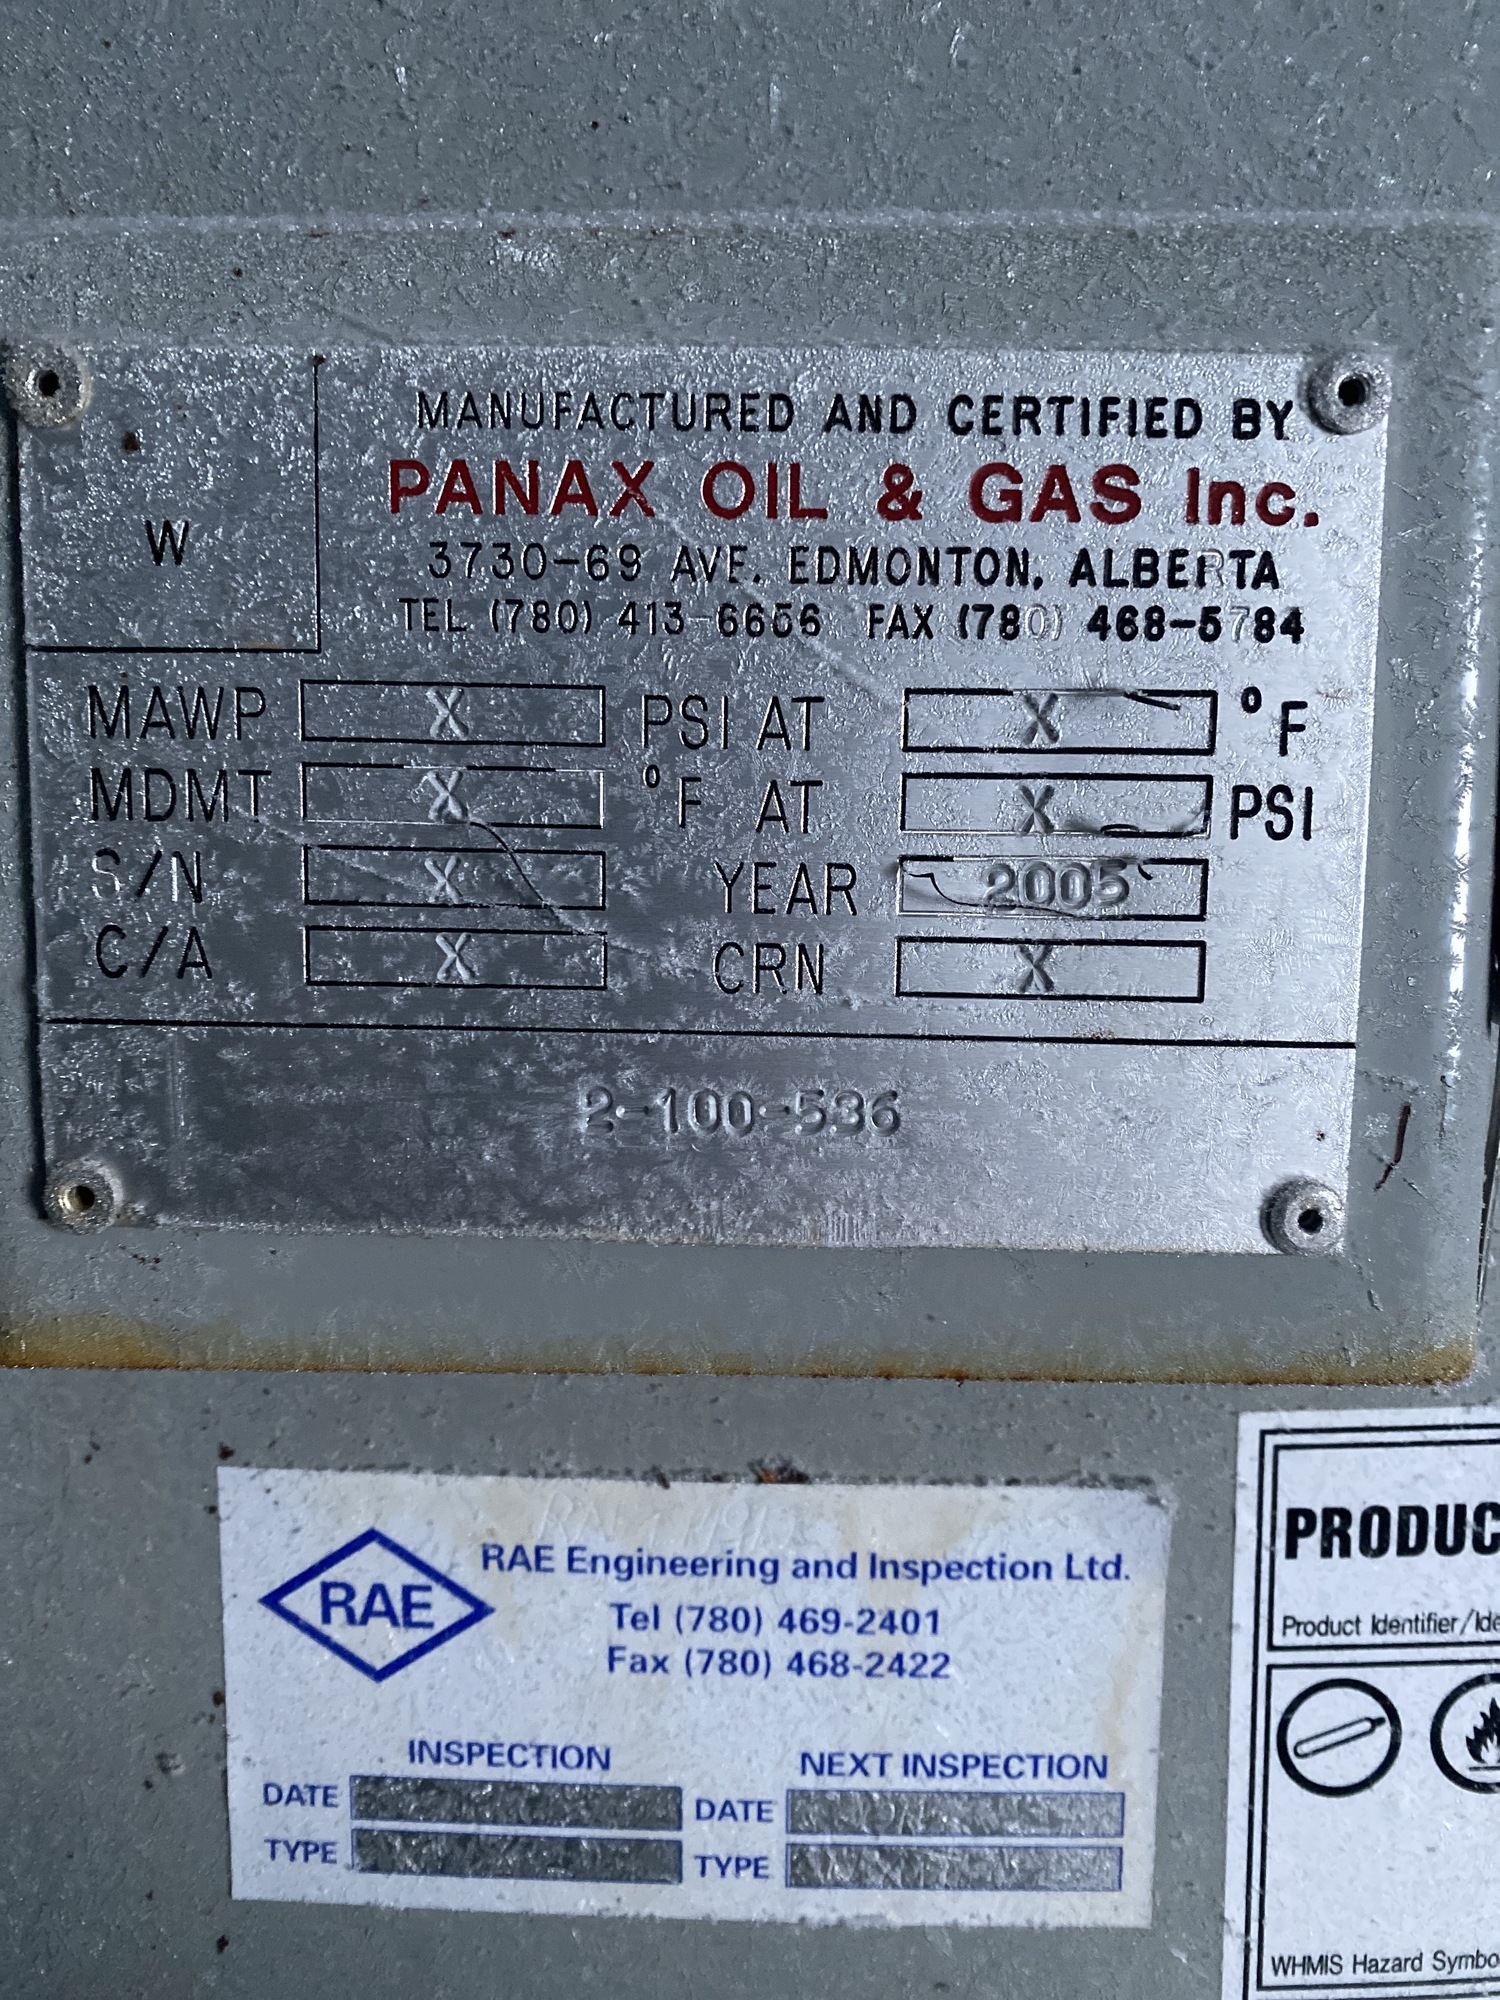 MANUFACTURED AND CERTIFIED BY
PANAX OIL & GAS Inc.
W
3730-69 AVE. EDMONTON, ALBERTA
TEL (780) 413-6656 FAX (780) 468-5784
MAWP X PSI AT X °F
MDMT X °F AT X PSI
S/N X YEAR 2005
C/A X CRN X
2-100-536
RAE
RAE Engineering and Inspection Ltd.
Tel (780) 469-2401
Fax (780) 468-2422
INSPECTION NEXT INSPECTION
DATE DATE
TYPE TYPE
PRODUC
Product Identifier/Ide
WHMIS Hazard Symbo